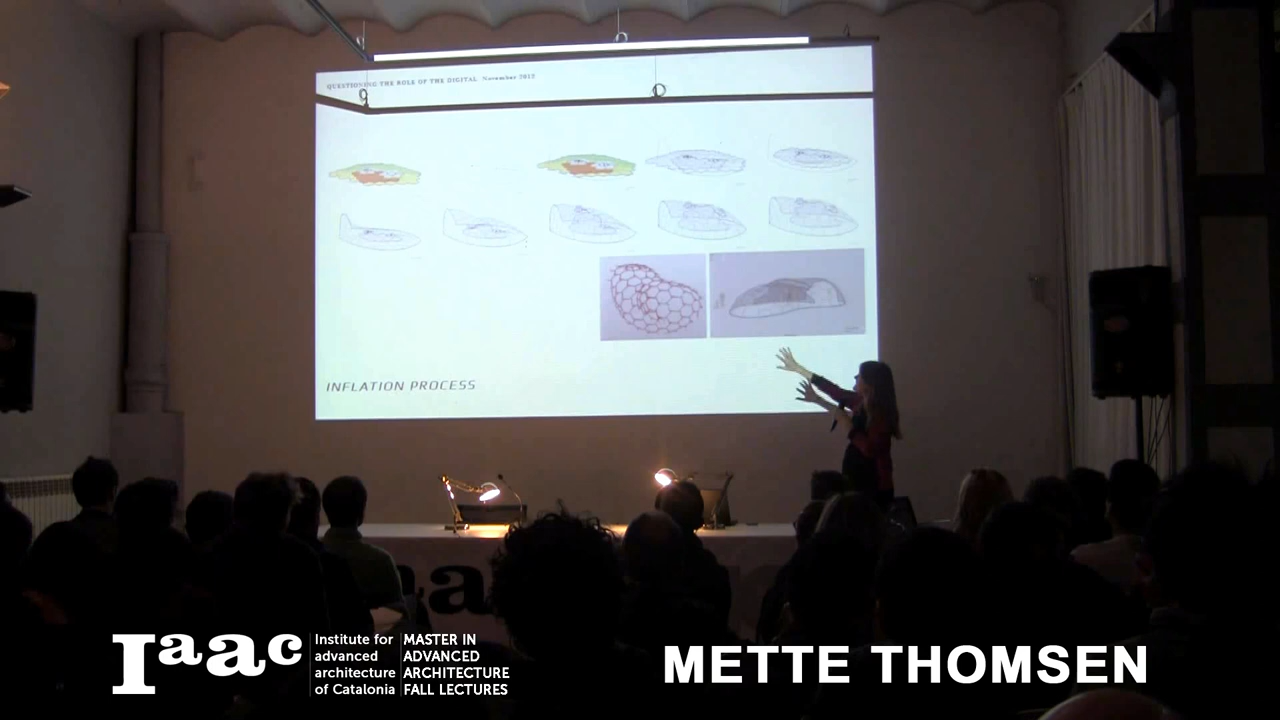 QUESTIONING THE ROLE OF THE DIGITAL November 2012
INFLATION PROCESS
aa
Iaac
Institute for
advanced
architecture
of Catalonia
MASTER IN
ADVANCED
ARCHITECTURE
FALL LECTURES
METTE THOMSEN